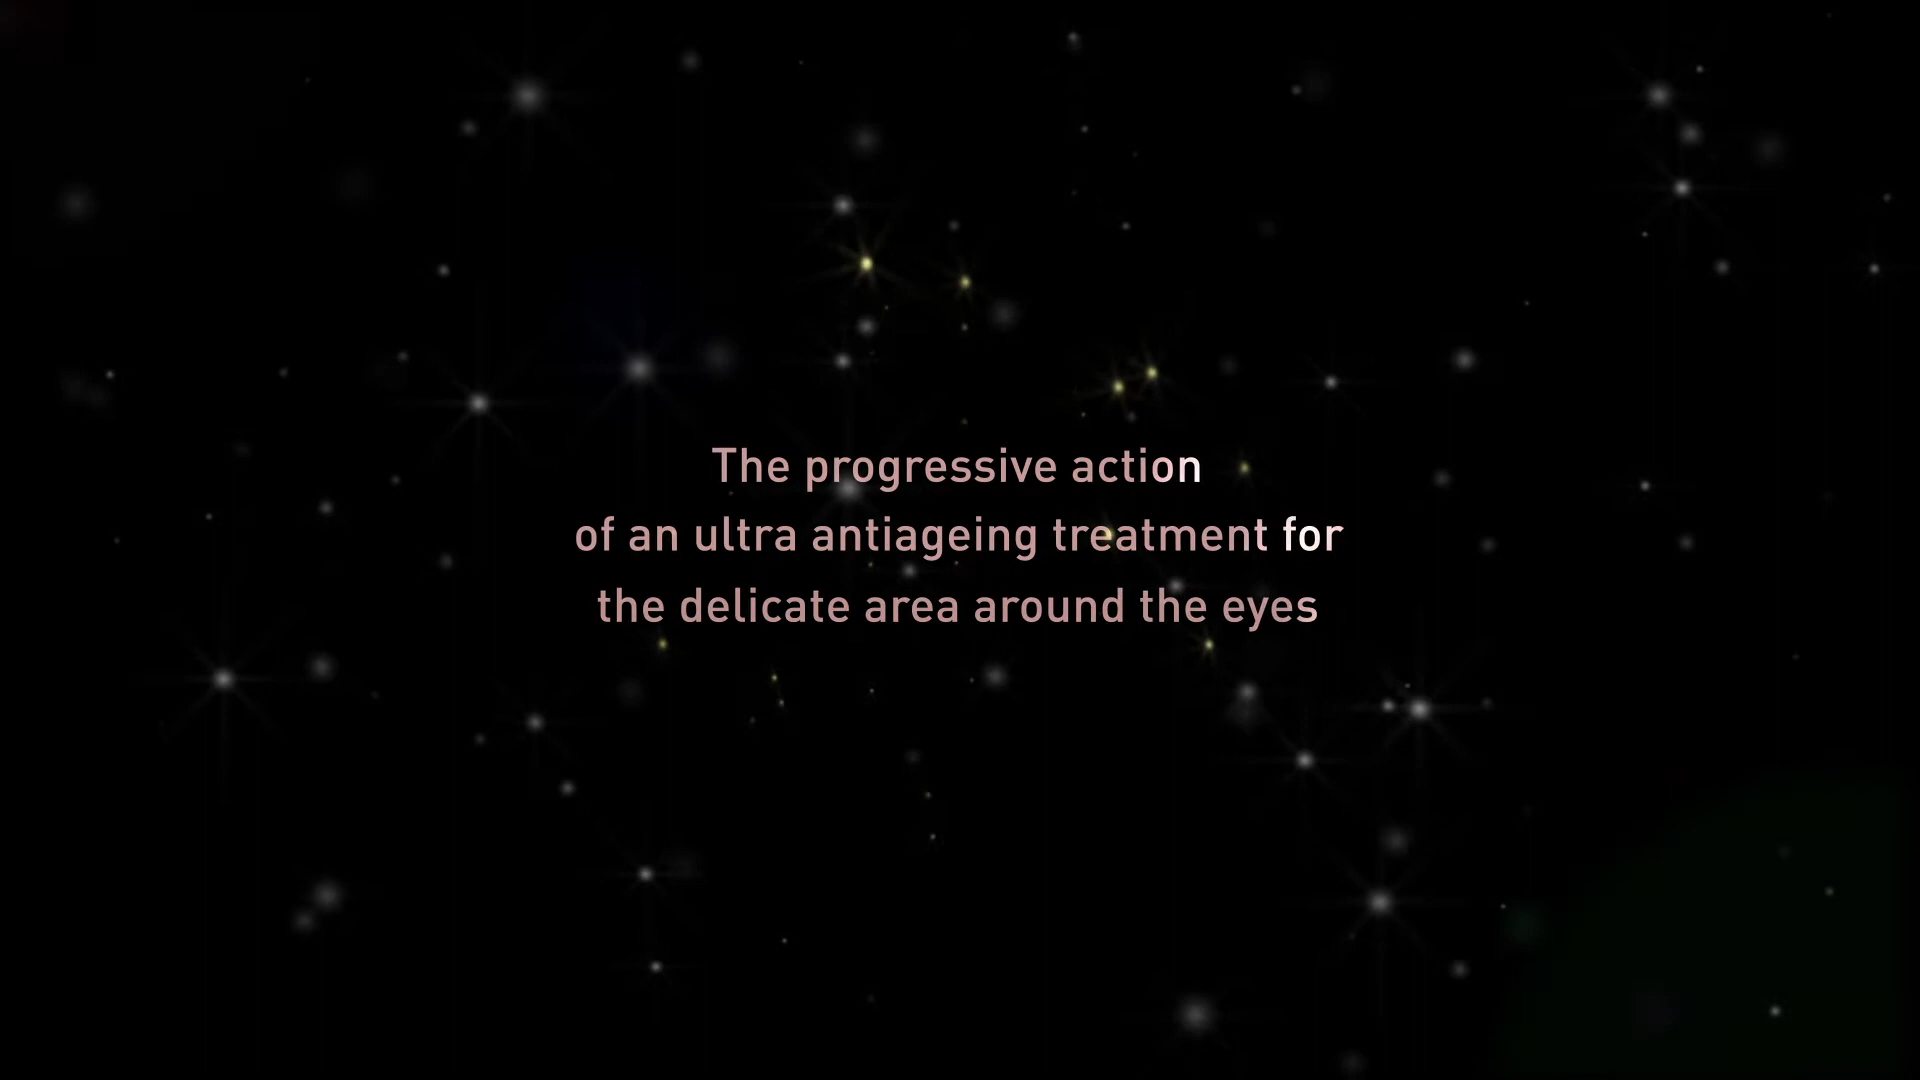 The progressive action
of an ultra antiageing treatment for
the delicate area around the eyes